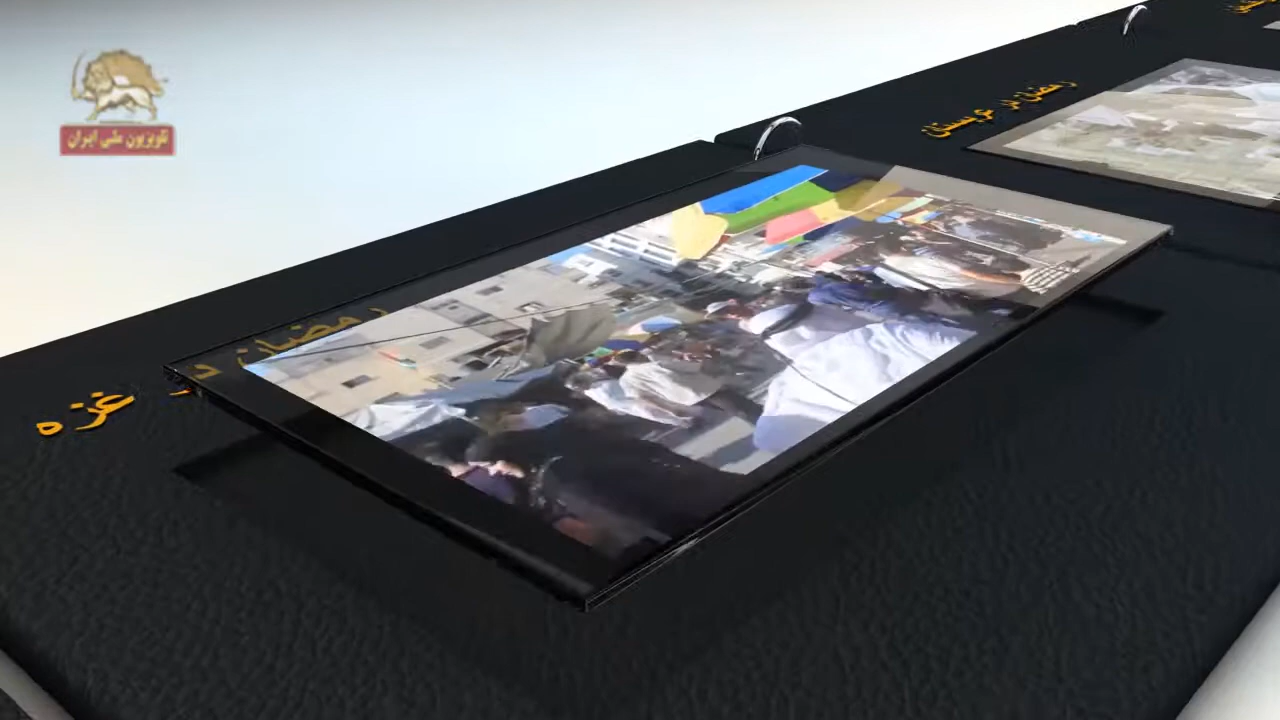 تلویزیون ملی ایران
رمضان در عربستان
رمضان در غزه